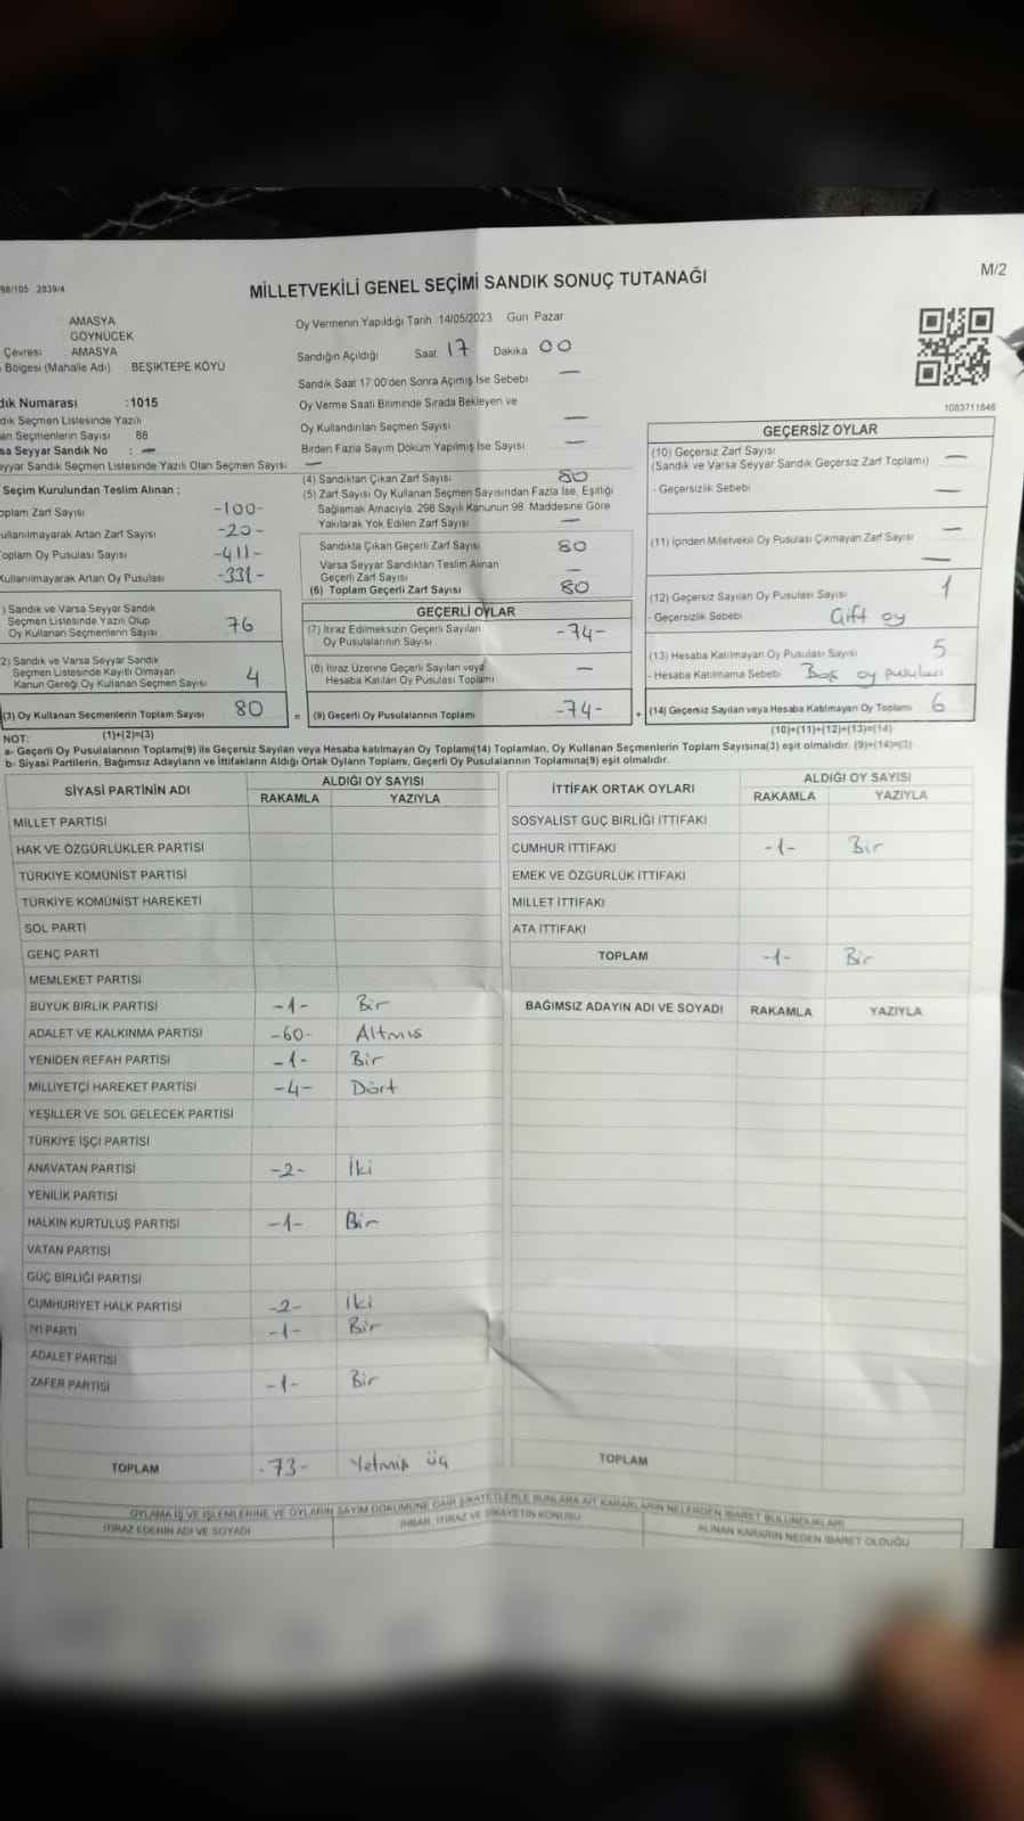 98/105 2839/4
MİLLETVEKİLİ GENEL SEÇİMİ SANDIK SONUÇ TUTANAĞI
M/2
AMASYA
GÖYNÜCEK
Çevresi AMASYA
Bölgesi (Mahalle Adı) BEŞİKTEPE KÖYÜ
Oy Vermenin Yapıldığı Tarih :14/05/2023 Gün Pazar
Sandığın Açıldığı Saat 17 Dakika 00
Sandık Saat 17:00'den Sonra Açılmış İse Sebebi —
Oy Verme Saati Bitiminde Sırada Bekleyen ve
Oy Kullandırılan Seçmen Sayısı —
Birden Fazla Sayım Döküm Yapılmış İse Sayısı —
dık Numarası :1015
dık Seçmen Listesinde Yazılı
an Seçmenlerin Sayısı 88
sa Seyyar Sandık No : —
eyyar Sandık Seçmen Listesinde Yazılı Olan Seçmen Sayısı —
Seçim Kurulundan Teslim Alınan :
oplam Zarf Sayısı -100-
ullanılmayarak Artan Zarf Sayısı -20-
oplam Oy Pusulası Sayısı -411-
Kullanılmayarak Artan Oy Pusulası -331-
) Sandık ve Varsa Seyyar Sandık
Seçmen Listesinde Yazılı Olup
Oy Kullanan Seçmenlerin Sayısı 76
2) Sandık ve Varsa Seyyar Sandık
Seçmen Listesinde Kayıtlı Olmayan
Kanun Gereği Oy Kullanan Seçmen Sayısı 4
(3) Oy Kullanan Seçmenlerin Toplam Sayısı 80
(1)+(2)=(3)
(4) Sandıktan Çıkan Zarf Sayısı 80
(5) Zarf Sayısı Oy Kullanan Seçmen Sayısından Fazla İse, Eşitliği
Sağlamak Amacıyla, 298 Sayılı Kanunun 98. Maddesine Göre
Yakılarak Yok Edilen Zarf Sayısı —
Sandıkta Çıkan Geçerli Zarf Sayısı 80
Varsa Seyyar Sandıktan Teslim Alınan
Geçerli Zarf Sayısı —
(6) Toplam Geçerli Zarf Sayısı 80
GEÇERLİ OYLAR
(7) İtiraz Edilmeksizin Geçerli Sayılan
Oy Pusulalarının Sayısı -74-
(8) İtiraz Üzerine Geçerli Sayılan veya
Hesaba Katılan Oy Pusulası Toplamı —
= (9) Geçerli Oy Pusulalarının Toplamı -74- +
1083711846
GEÇERSİZ OYLAR
(10) Geçersiz Zarf Sayısı —
(Sandık ve Varsa Seyyar Sandık Geçersiz Zarf Toplamı)
- Geçersizlik Sebebi —
(11) İçinden Milletvekili Oy Pusulası Çıkmayan Zarf Sayısı —
—
(12) Geçersiz Sayılan Oy Pusulası Sayısı 1
- Geçersizlik Sebebi Çift oy
(13) Hesaba Katılmayan Oy Pusulası Sayısı 5
- Hesaba Katılmama Sebebi Boş oy pusulası
(14) Geçersiz Sayılan veya Hesaba Katılmayan Oy Toplamı 6
(10)+(11)+(12)+(13)=(14)
NOT:
a- Geçerli Oy Pusulalarının Toplamı(9) ile Geçersiz Sayılan veya Hesaba katılmayan Oy Toplamı(14) Toplamları, Oy Kullanan Seçmenlerin Toplam Sayısına(3) eşit olmalıdır. (9)+(14)=(3)
b- Siyasi Partilerin, Bağımsız Adayların ve İttifakların Aldığı Ortak Oyların Toplamı, Geçerli Oy Pusulalarının Toplamına(9) eşit olmalıdır.
SİYASİ PARTİNİN ADI ALDIĞI OY SAYISI
RAKAMLA YAZIYLA
MİLLET PARTİSİ
HAK VE ÖZGÜRLÜKLER PARTİSİ
TÜRKİYE KOMÜNİST PARTİSİ
TÜRKİYE KOMÜNİST HAREKETİ
SOL PARTİ
GENÇ PARTİ
MEMLEKET PARTİSİ
BÜYÜK BİRLİK PARTİSİ -1- Bir
ADALET VE KALKINMA PARTİSİ -60- Altmış
YENİDEN REFAH PARTİSİ -1- Bir
MİLLİYETÇİ HAREKET PARTİSİ -4- Dört
YEŞİLLER VE SOL GELECEK PARTİSİ
TÜRKİYE İŞÇİ PARTİSİ
ANAVATAN PARTİSİ -2- İki
YENİLİK PARTİSİ
HALKIN KURTULUŞ PARTİSİ -1- Bir
VATAN PARTİSİ
GÜÇ BİRLİĞİ PARTİSİ
CUMHURİYET HALK PARTİSİ -2- İki
İYİ PARTİ -1- Bir
ADALET PARTİSİ
ZAFER PARTİSİ -1- Bir
TOPLAM -73- Yetmiş üç
İTTİFAK ORTAK OYLARI ALDIĞI OY SAYISI
RAKAMLA YAZIYLA
SOSYALİST GÜÇ BİRLİĞİ İTTİFAKI
CUMHUR İTTİFAKI -1- Bir
EMEK VE ÖZGÜRLÜK İTTİFAKI
MİLLET İTTİFAKI
ATA İTTİFAKI
TOPLAM -1- Bir
BAĞIMSIZ ADAYIN ADI VE SOYADI RAKAMLA YAZIYLA
TOPLAM
OYLAMA İŞ VE İŞLEMLERİNE VE OYLARIN SAYIM DÖKÜMÜNE DAİR ŞİKAYETLERLE BUNLARA AİT KARARLARIN NELERDEN İBARET BULUNDUKLARI
İTİRAZ EDENİN ADI VE SOYADI
İHBAR, İTİRAZ VE ŞİKAYETİN KONUSU
ALINAN KARARIN NEDEN İBARET OLDUĞU